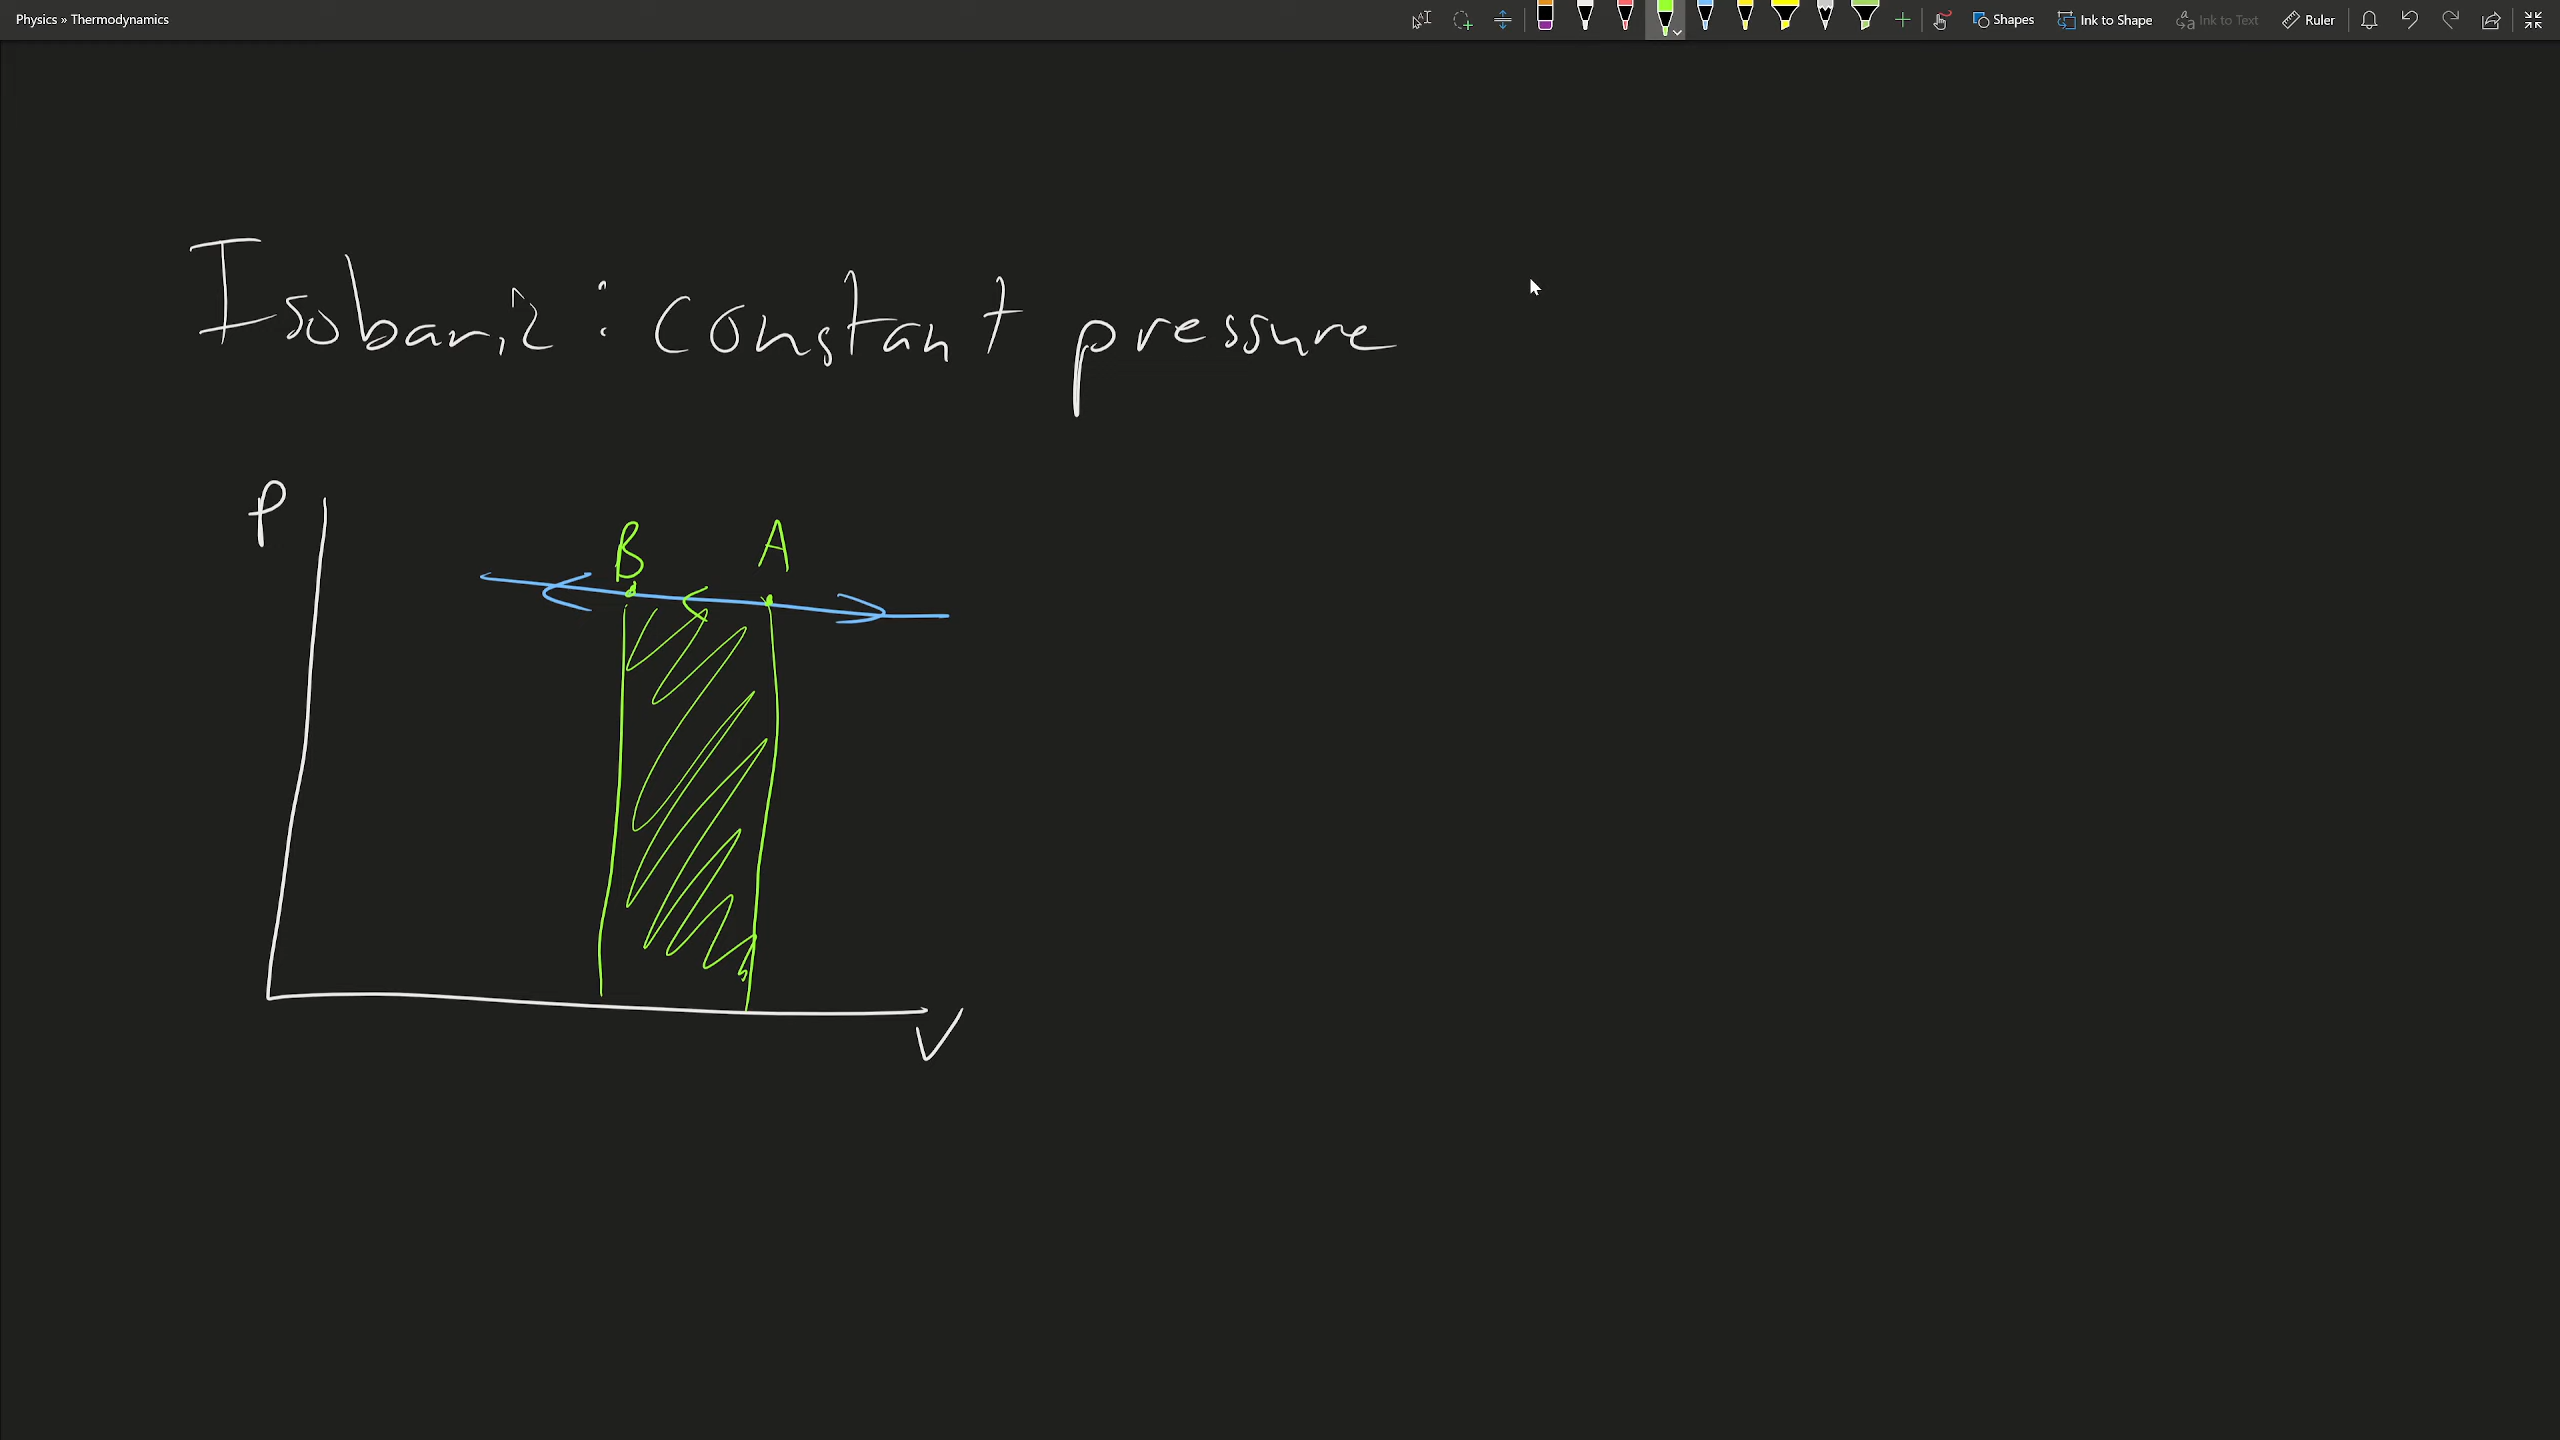 Physics » Thermodynamics
Shapes
Ink to Shape
Ink to Text
Ruler
Isobaric : constant pressure
P
B
A
V